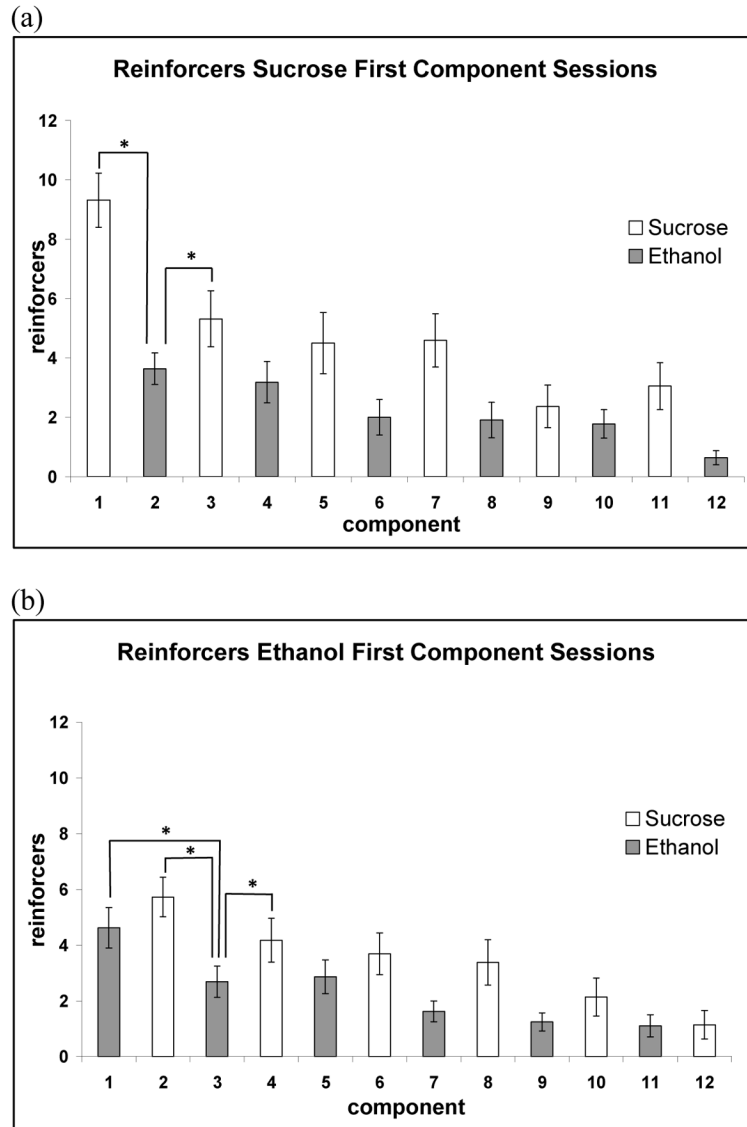 (a)
Reinforcers Sucrose First Component Sessions
12
10
8
6
4
2
0
reinforcers
*
*
Sucrose
Ethanol
1 2 3 4 5 6 7 8 9 10 11 12
component
(b)
Reinforcers Ethanol First Component Sessions
12
10
8
6
4
2
0
reinforcers
*
*
*
Sucrose
Ethanol
1 2 3 4 5 6 7 8 9 10 11 12
component